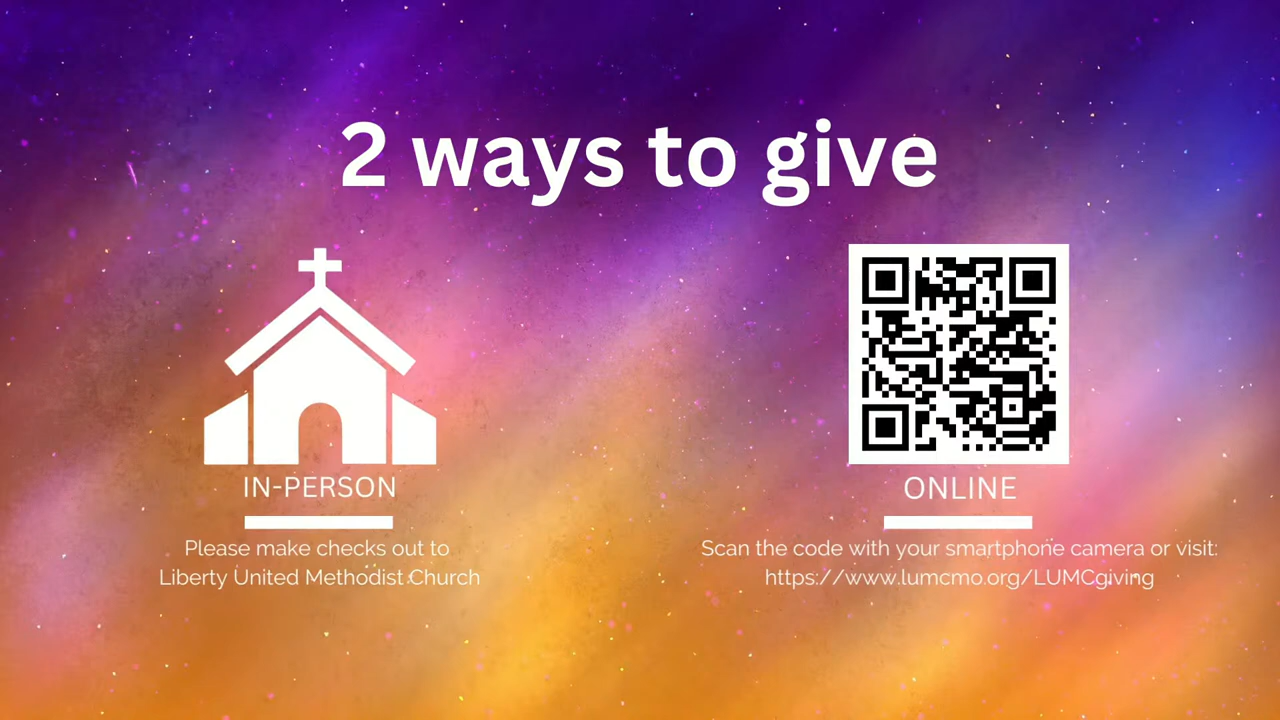 2 ways to give
IN-PERSON
Please make checks out to
Liberty United Methodist Church
ONLINE
Scan the code with your smartphone camera or visit:
https://www.lumcmo.org/LUMCgiving